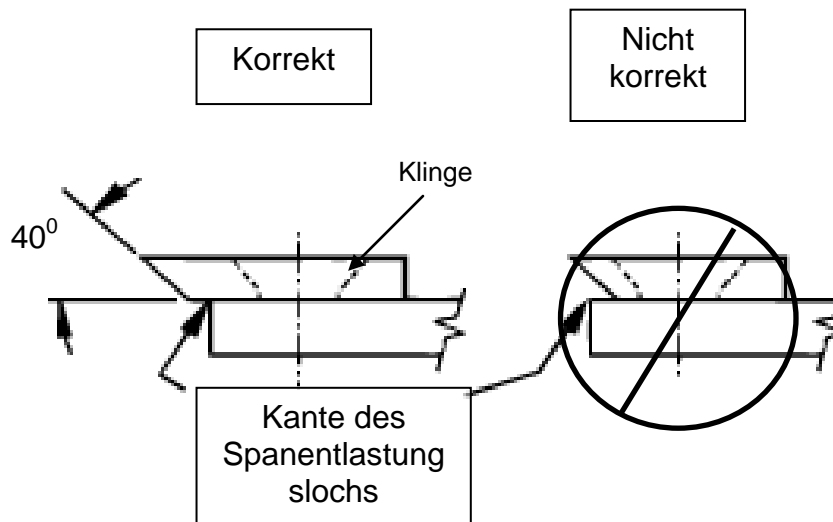 Korrekt
Nicht
korrekt
Klinge
40⁰
Kante des
Spanentlastung
slochs